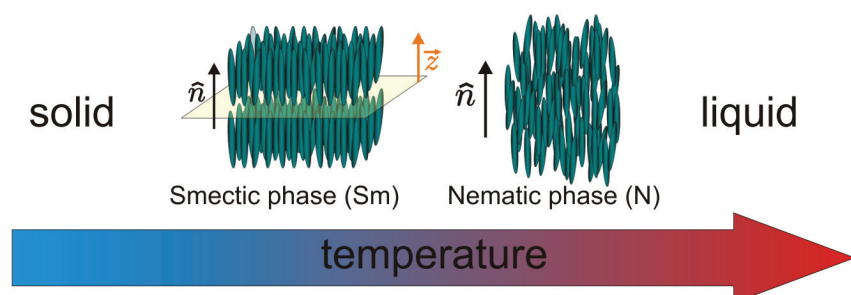 solid
n̂
z⃗
n̂
liquid
Smectic phase (Sm)
Nematic phase (N)
temperature